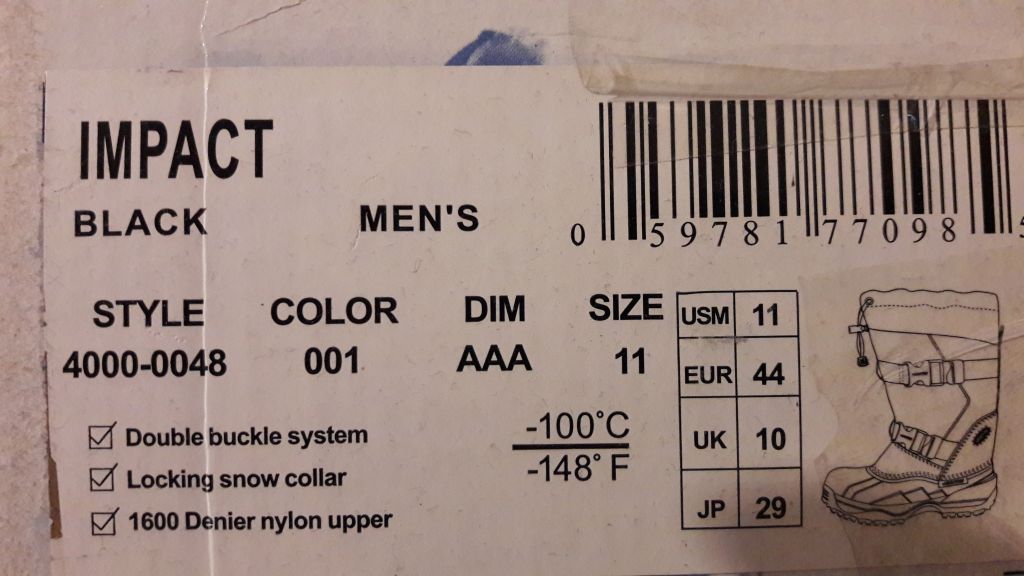 IMPACT
BLACK MEN'S
0 59781 77098
STYLE COLOR DIM SIZE
4000-0048 001 AAA 11
USM 11
EUR 44
UK 10
JP 29
Double buckle system
Locking snow collar
1600 Denier nylon upper
-100°C
-148°F